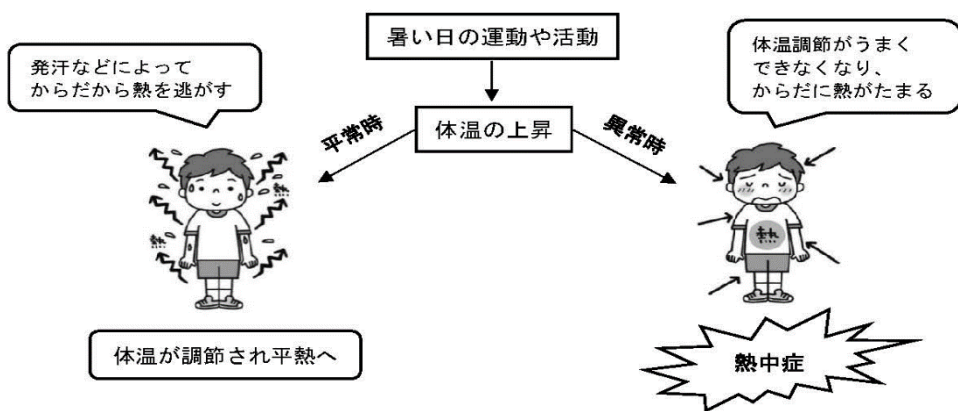 暑い日の運動や活動
発汗などによって
からだから熱を逃がす
体温調節がうまく
できなくなり、
からだに熱がたまる
体温の上昇
平常時
異常時
熱
熱
熱
体温が調節され平熱へ
熱中症